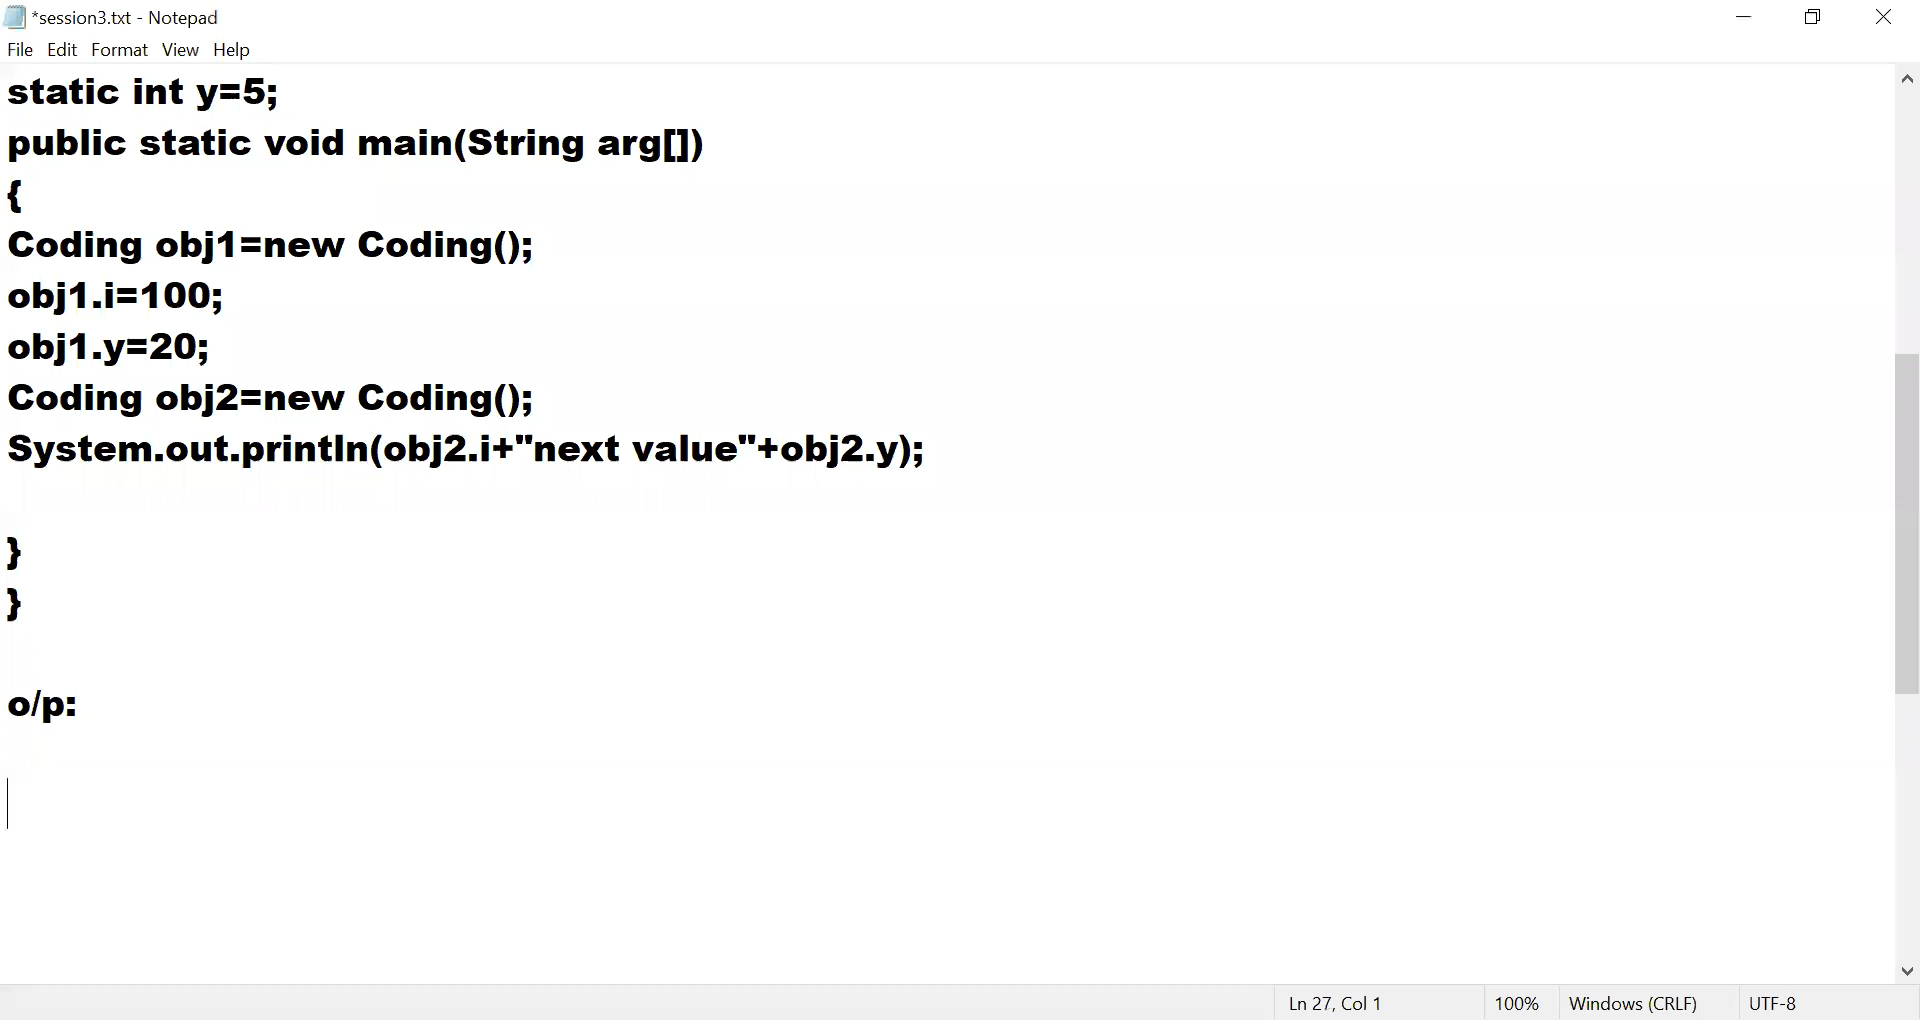 *session3.txt - Notepad
File Edit Format View Help
static int y=5;
public static void main(String arg[])
{
Coding obj1=new Coding();
obj1.i=100;
obj1.y=20;
Coding obj2=new Coding();
System.out.println(obj2.i+"next value"+obj2.y);
}
}
o/p:
Ln 27, Col 1 100% Windows (CRLF) UTF-8